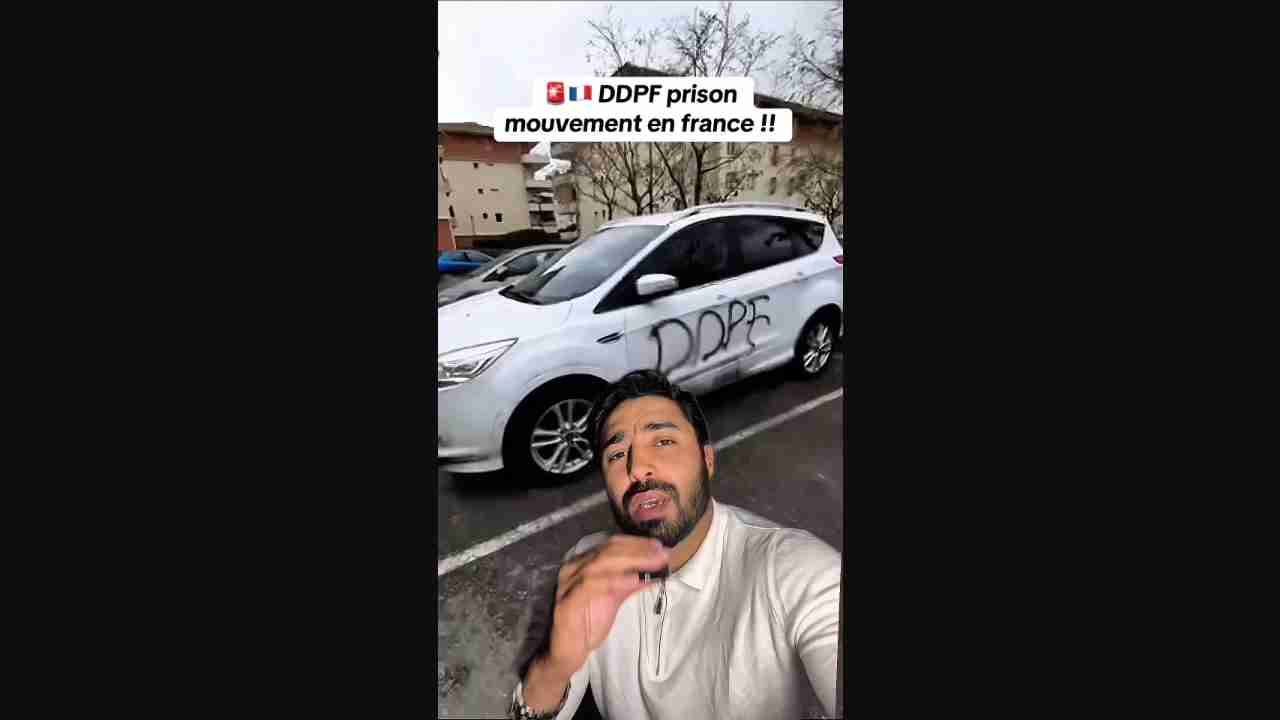 🚨🇫🇷 DDPF prison
mouvement en france !!
DDPF